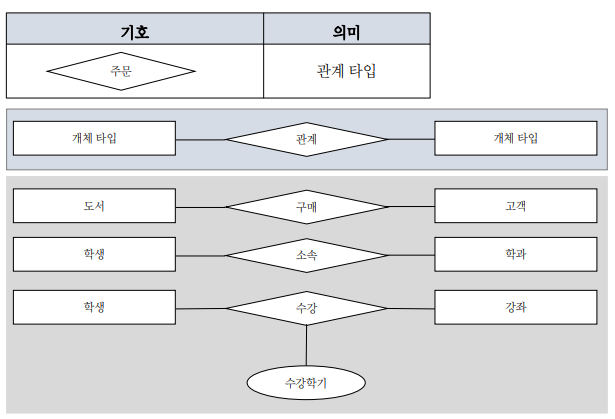 기호 의미
주문 관계 타입
개체 타입 관계 개체 타입
도서 구매 고객
학생 소속 학과
학생 수강 강좌
수강학기